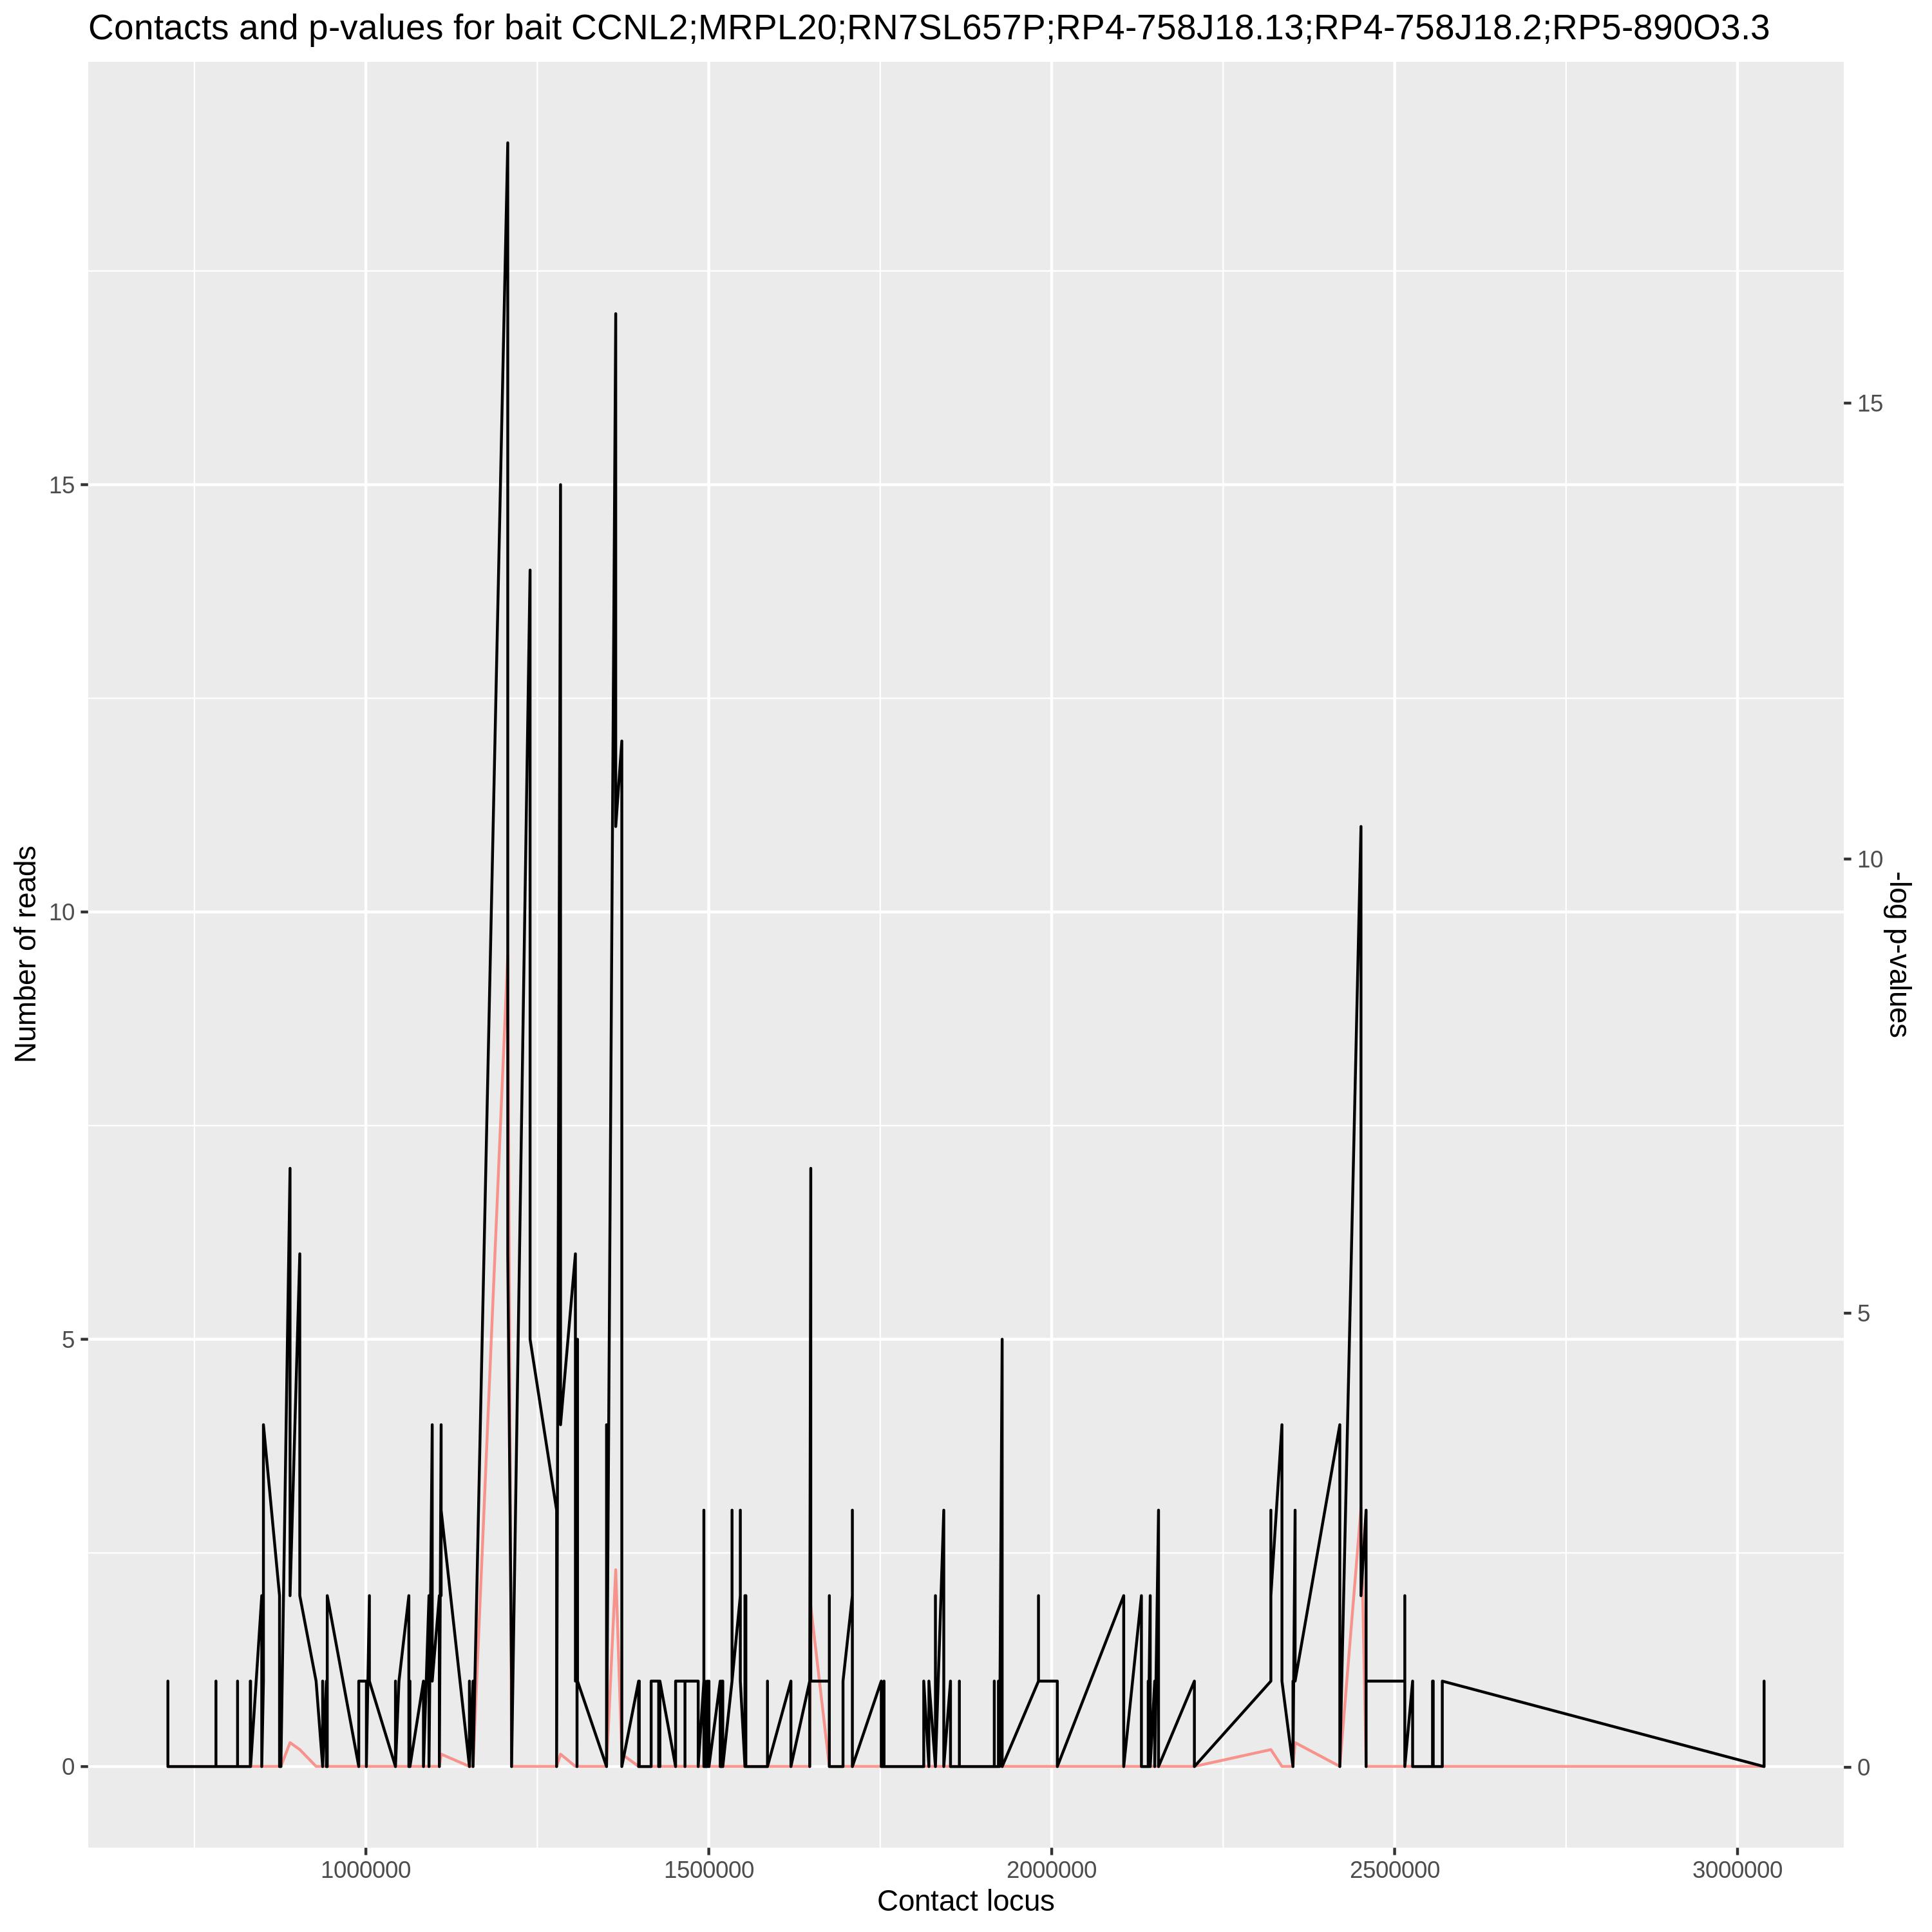 Contacts and p-values for bait CCNL2;MRPL20;RN7SL657P;RP4-758J18.13;RP4-758J18.2;RP5-890O3.3
15
10
5
0
Number of reads
15
10
5
0
-log p-values
1000000 1500000 2000000 2500000 3000000
Contact locus